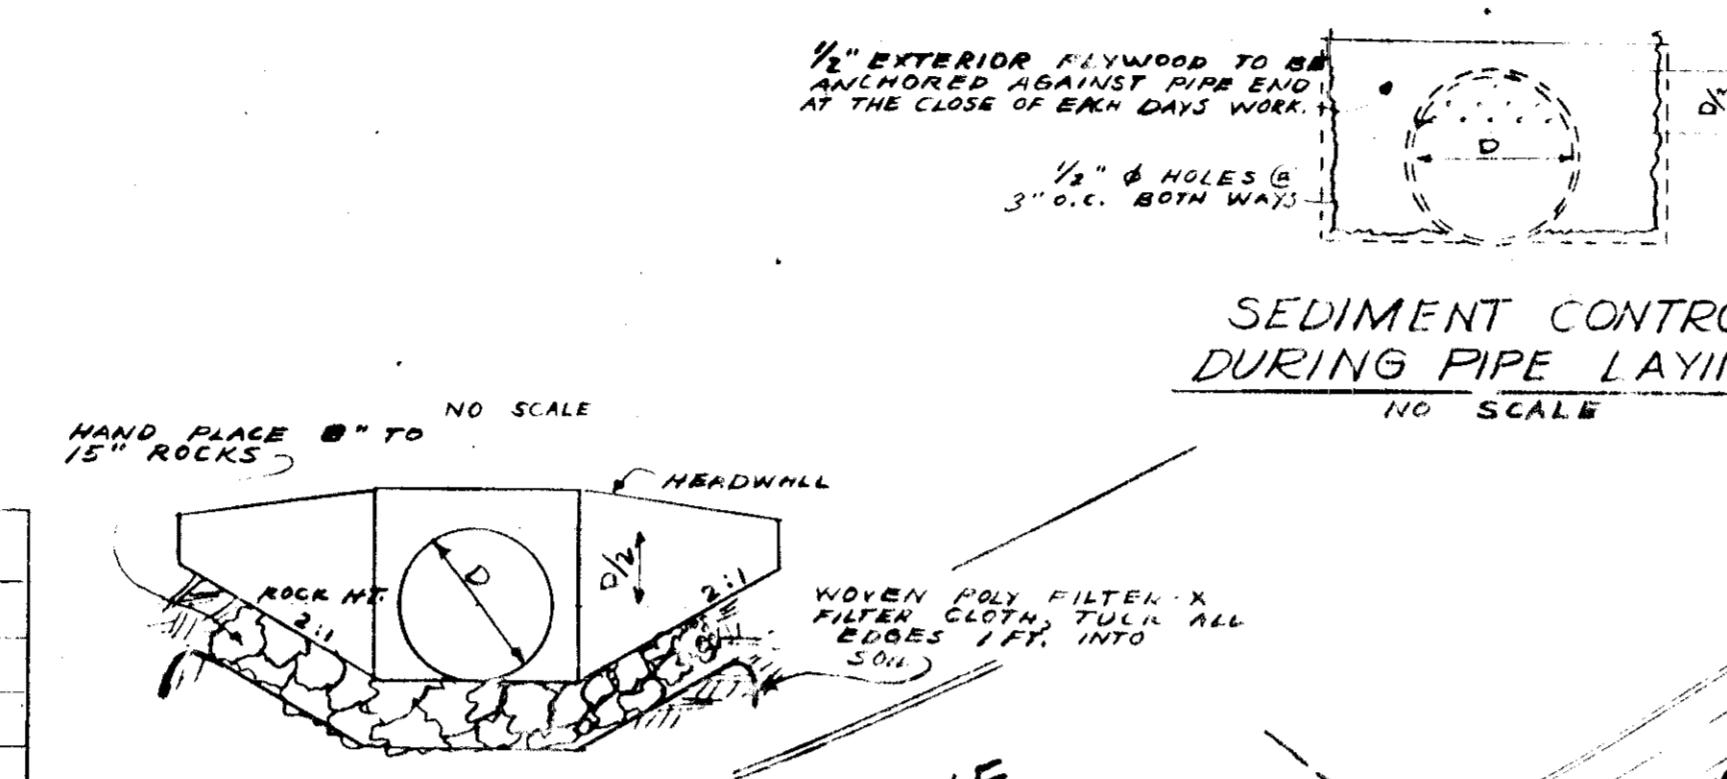 1/2" EXTERIOR PLYWOOD TO BE
ANCHORED AGAINST PIPE END
AT THE CLOSE OF EACH DAYS WORK.
D
1/2" ϕ HOLES @
3" O.C. BOTH WAYS
SEDIMENT CONTRO
DURING PIPE LAYIN
NO SCALE
NO SCALE
HAND PLACE " TO
15" ROCKS
HEADWALL
D
D/2
ROCK HT.
2:1
2:1
WOVEN POLY FILTER-X
FILTER CLOTH, TUCK ALL
EDGES 1 FT. INTO
SOIL